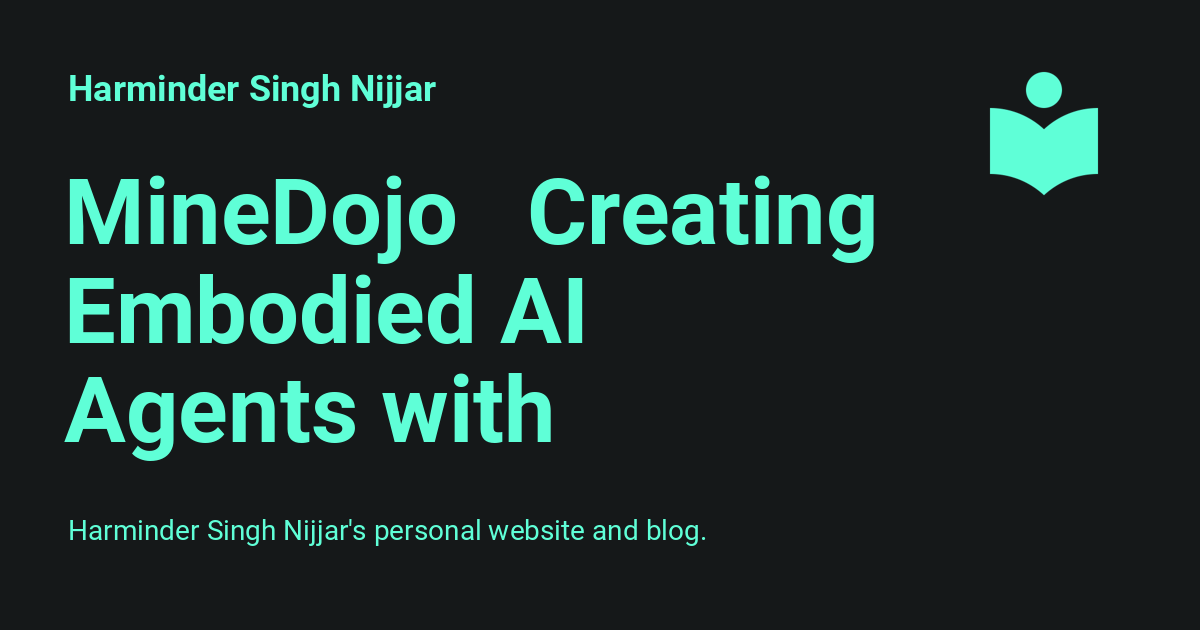 Harminder Singh Nijjar
MineDojo Creating
Embodied AI
Agents with
Harminder Singh Nijjar's personal website and blog.